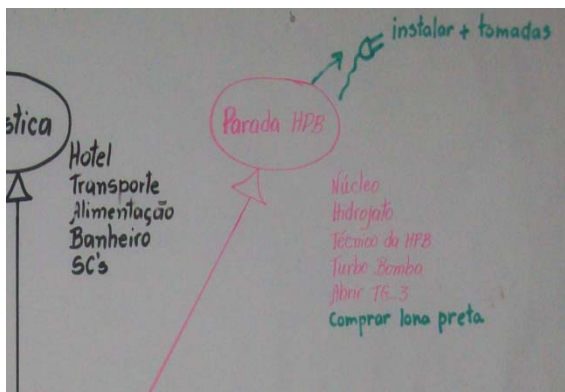 instalar + tomadas
stica
Parada HPB
Hotel
Transporte
Alimentação
Banheiro
SC's
Núcleo
Hidrojato
Técnico da HPB
Turbo Bomba
Abrir TG-3
Comprar lona preta